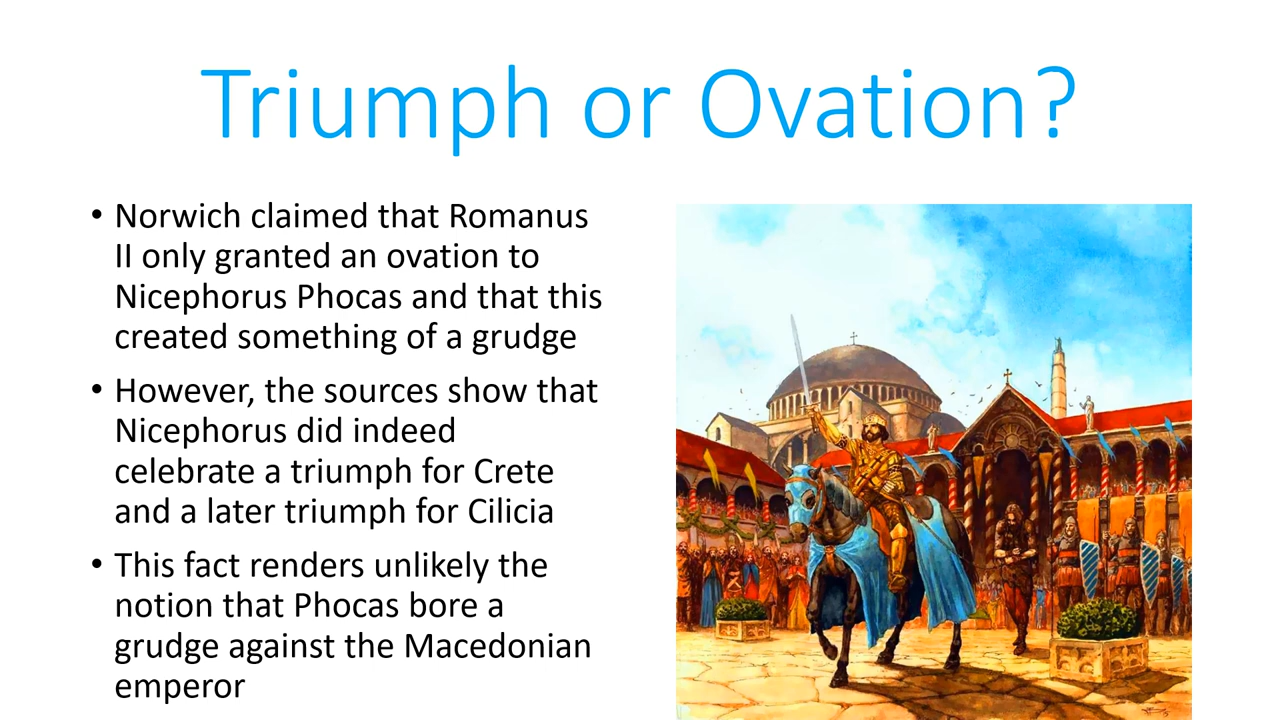 Triumph or Ovation?
• Norwich claimed that Romanus
II only granted an ovation to
Nicephorus Phocas and that this
created something of a grudge
• However, the sources show that
Nicephorus did indeed
celebrate a triumph for Crete
and a later triumph for Cilicia
• This fact renders unlikely the
notion that Phocas bore a
grudge against the Macedonian
emperor